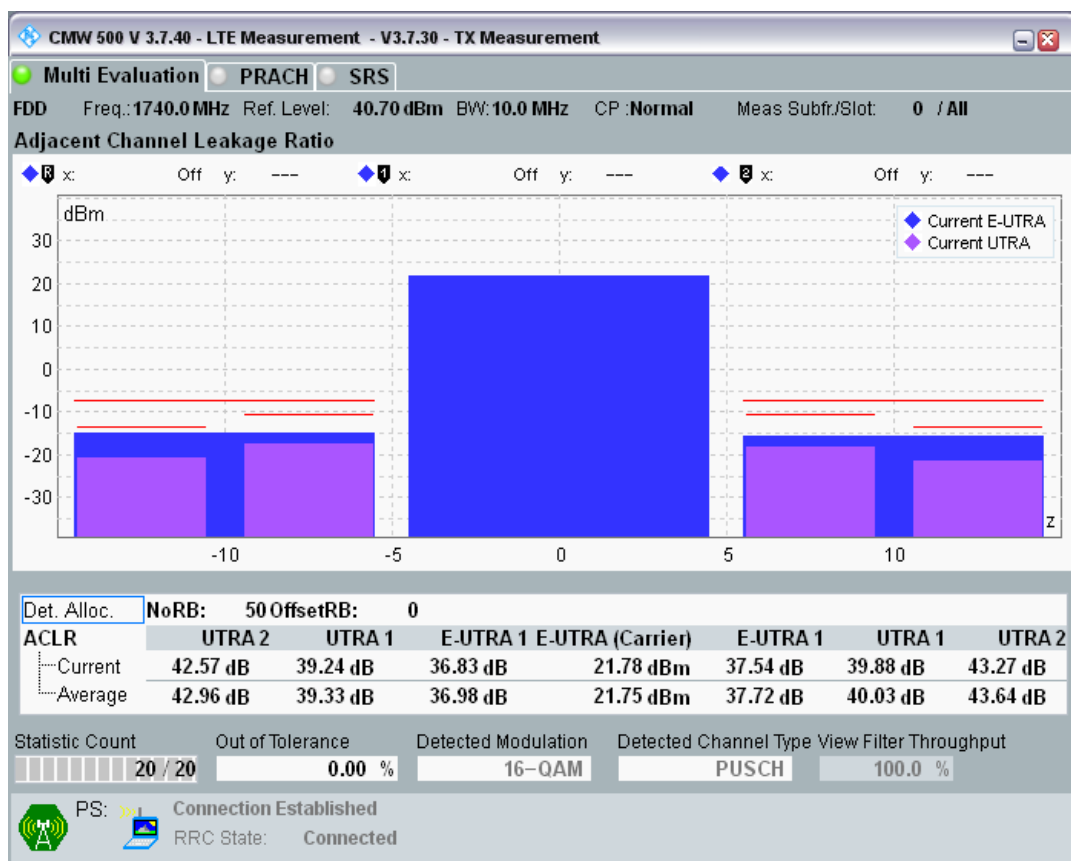 CMW 500 V 3.7.40 - LTE Measurement - V3.7.30 - TX Measurement
Multi Evaluation PRACH SRS
FDD Freq.: 1740.0 MHz Ref. Level: 40.70 dBm BW: 10.0 MHz CP :Normal Meas Subfr./Slot: 0 / All
Adjacent Channel Leakage Ratio
R x: Off y: --- 1 x: Off y: --- 2 x: Off y: ---
dBm
Current E-UTRA
Current UTRA
30
20
10
0
-10
-20
-30
z
-10 -5 0 5 10
Det. Alloc. NoRB: 50 OffsetRB: 0
ACLR UTRA 2 UTRA 1 E-UTRA 1 E-UTRA (Carrier) E-UTRA 1 UTRA 1 UTRA 2
Current 42.57 dB 39.24 dB 36.83 dB 21.78 dBm 37.54 dB 39.88 dB 43.27 dB
Average 42.96 dB 39.33 dB 36.98 dB 21.75 dBm 37.72 dB 40.03 dB 43.64 dB
Statistic Count Out of Tolerance Detected Modulation Detected Channel Type View Filter Throughput
20 / 20 0.00 % 16-QAM PUSCH 100.0 %
PS: Connection Established
RRC State: Connected